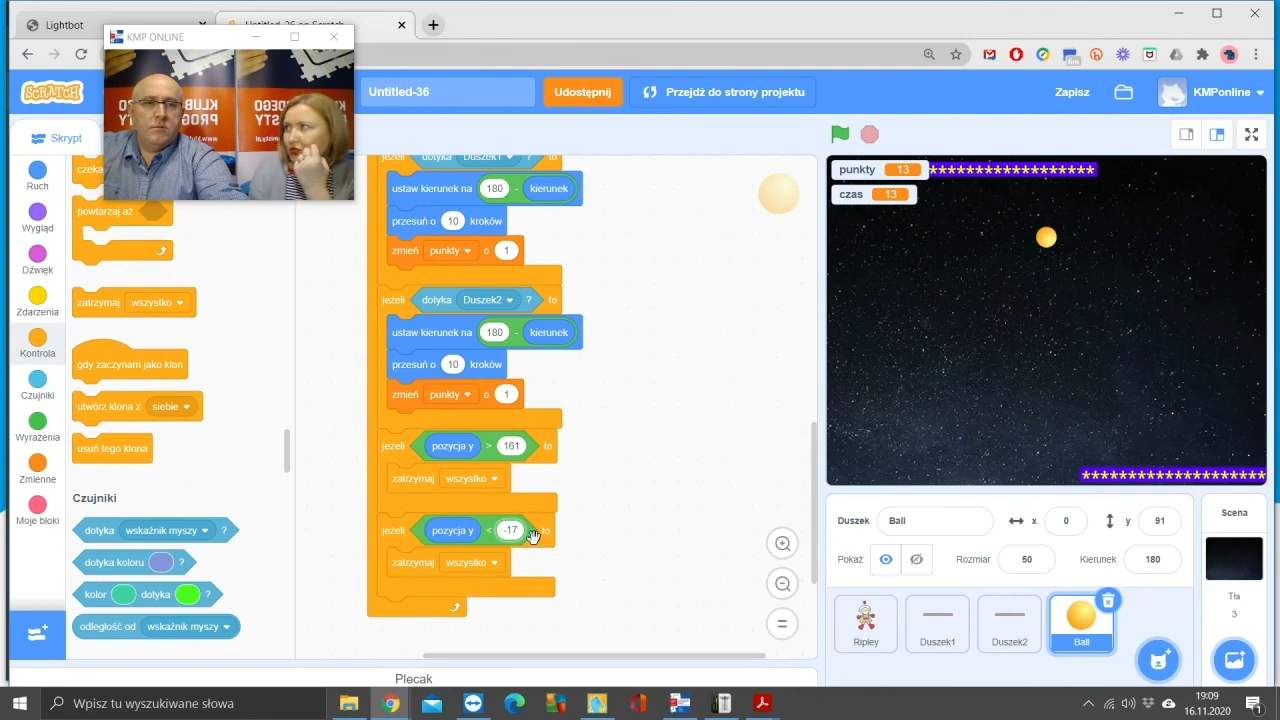 Lightbot
Untitled-36 on Scratch
KMP ONLINE
SCRATCH
Untitled-36
Udostępnij
Przejdź do strony projektu
Zapisz
KMPonline
Skrypt
Ruch
Wygląd
Dźwięk
Zdarzenia
Kontrola
Czujniki
Wyrażenia
Zmienne
Moje bloki
powtarzaj aż
zatrzymaj wszystko
gdy zaczynam jako klon
utwórz klona z siebie
usuń tego klona
Czujniki
dotyka wskaźnik myszy ?
dotyka koloru ?
kolor dotyka ?
odległość od wskaźnik myszy
jeżeli dotyka Duszek1 ? to
ustaw kierunek na 180 - kierunek
przesuń o 10 kroków
zmień punkty o 1
jeżeli dotyka Duszek2 ? to
ustaw kierunek na 180 - kierunek
przesuń o 10 kroków
zmień punkty o 1
jeżeli pozycja y > 161 to
zatrzymaj wszystko
jeżeli pozycja y < -17 to
zatrzymaj wszystko
Plecak
punkty 13
czas 13
Duszek Ball x 0 y 91
Pokaż Rozmiar 50 Kierunek 180
Ripley
Duszek1
Duszek2
Ball
Scena
Tła
3
Wpisz tu wyszukiwane słowa
19:09
16.11.2020